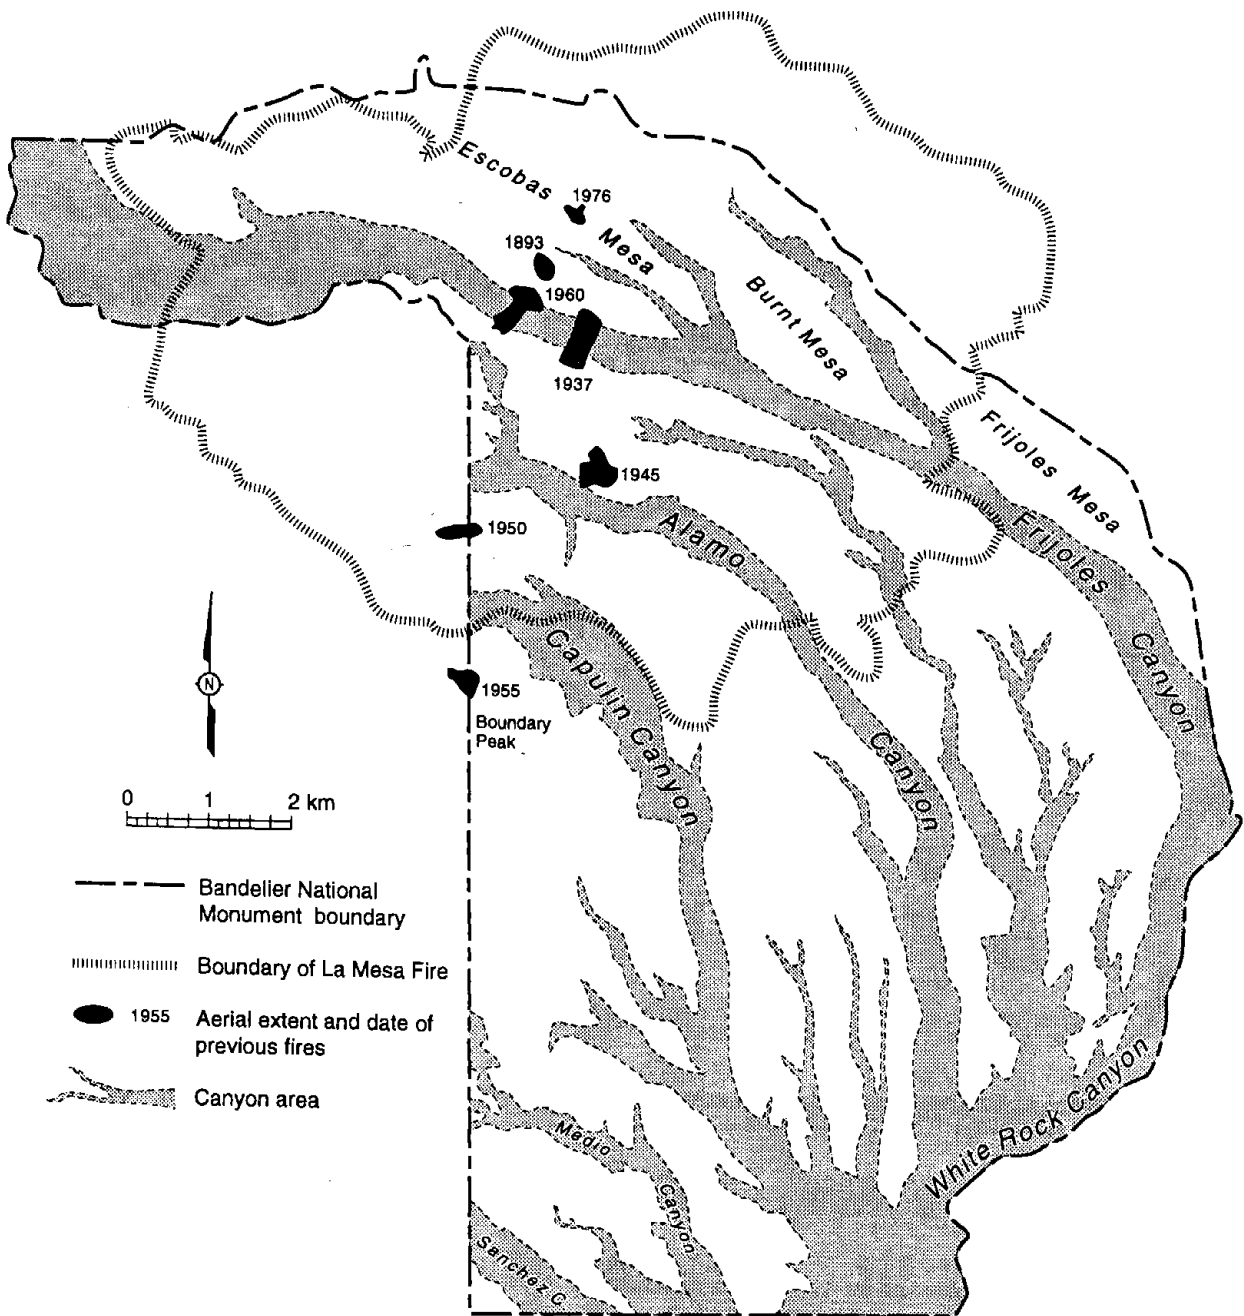 Escobas
Mesa
1976
1893
1960
1937
Burnt Mesa
Frijoles Mesa
1945
1950
Alamo
Canyon
Frijoles
Canyon
Capulin Canyon
1955
Boundary
Peak
N
0 1 2 km
Bandelier National
Monument boundary
Boundary of La Mesa Fire
1955 Aerial extent and date of
previous fires
Canyon area
Medio
Canyon
Sanchez C.
White Rock Canyon